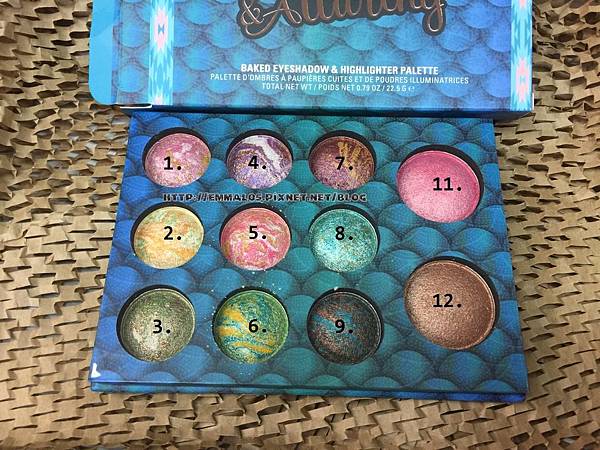 & Alluring
BAKED EYESHADOW & HIGHLIGHTER PALETTE
PALETTE D'OMBRES À PAUPIÈRES CUITES ET DE POUDRES ILLUMINATRICES
TOTAL NET WT / POIDS NET 0.79 OZ / 22.5 G e
1. 4. 7. 11.
HTTP://EMMAL05.PIXNET.NET/BLOG
2. 5. 8.
3. 6. 9. 12.